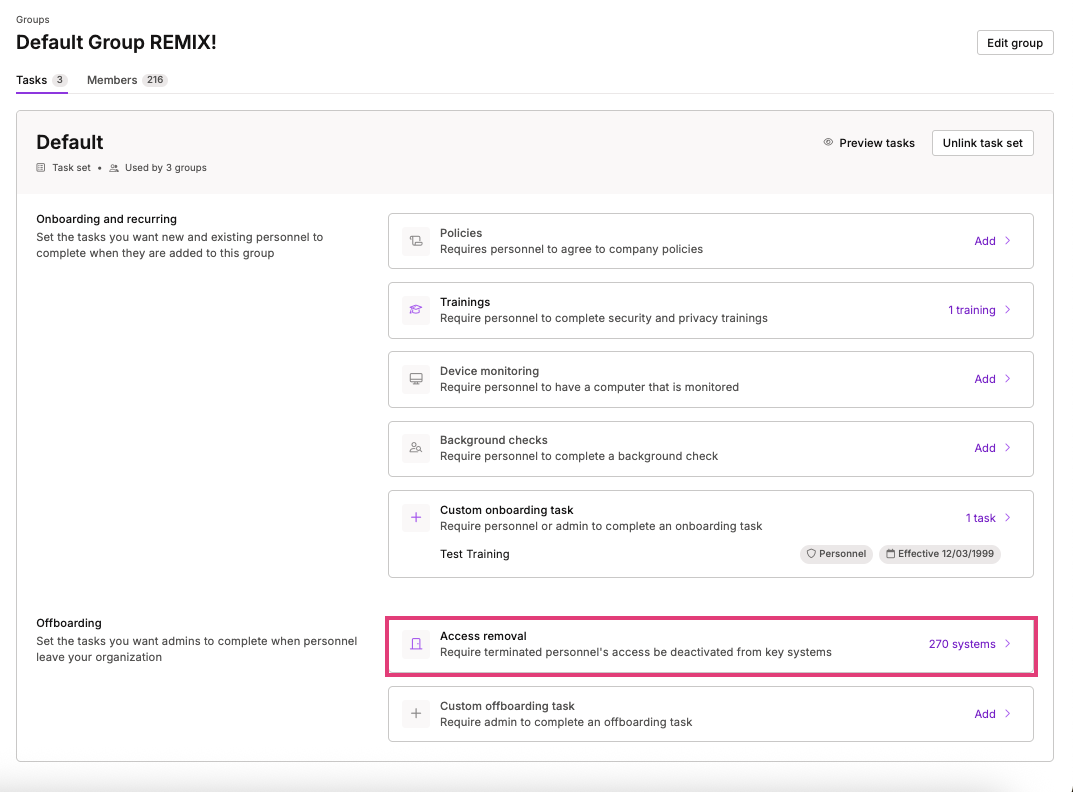 Groups
Default Group REMIX!
Edit group
Tasks 3 Members 216
Default
Preview tasks
Unlink task set
Task set • Used by 3 groups
Onboarding and recurring
Set the tasks you want new and existing personnel to
complete when they are added to this group
Policies
Requires personnel to agree to company policies
Add
Trainings
Require personnel to complete security and privacy trainings
1 training
Device monitoring
Require personnel to have a computer that is monitored
Add
Background checks
Require personnel to complete a background check
Add
Custom onboarding task
Require personnel or admin to complete an onboarding task
1 task
Test Training
Personnel
Effective 12/03/1999
Offboarding
Set the tasks you want admins to complete when personnel
leave your organization
Access removal
Require terminated personnel's access be deactivated from key systems
270 systems
Custom offboarding task
Require admin to complete an offboarding task
Add